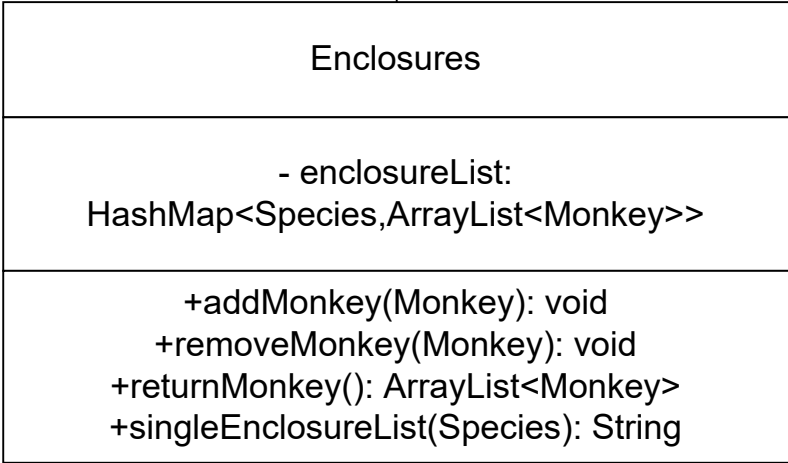 Enclosures
- enclosureList:
HashMap<Species,ArrayList<Monkey>>
+addMonkey(Monkey): void
+removeMonkey(Monkey): void
+returnMonkey(): ArrayList<Monkey>
+singleEnclosureList(Species): String